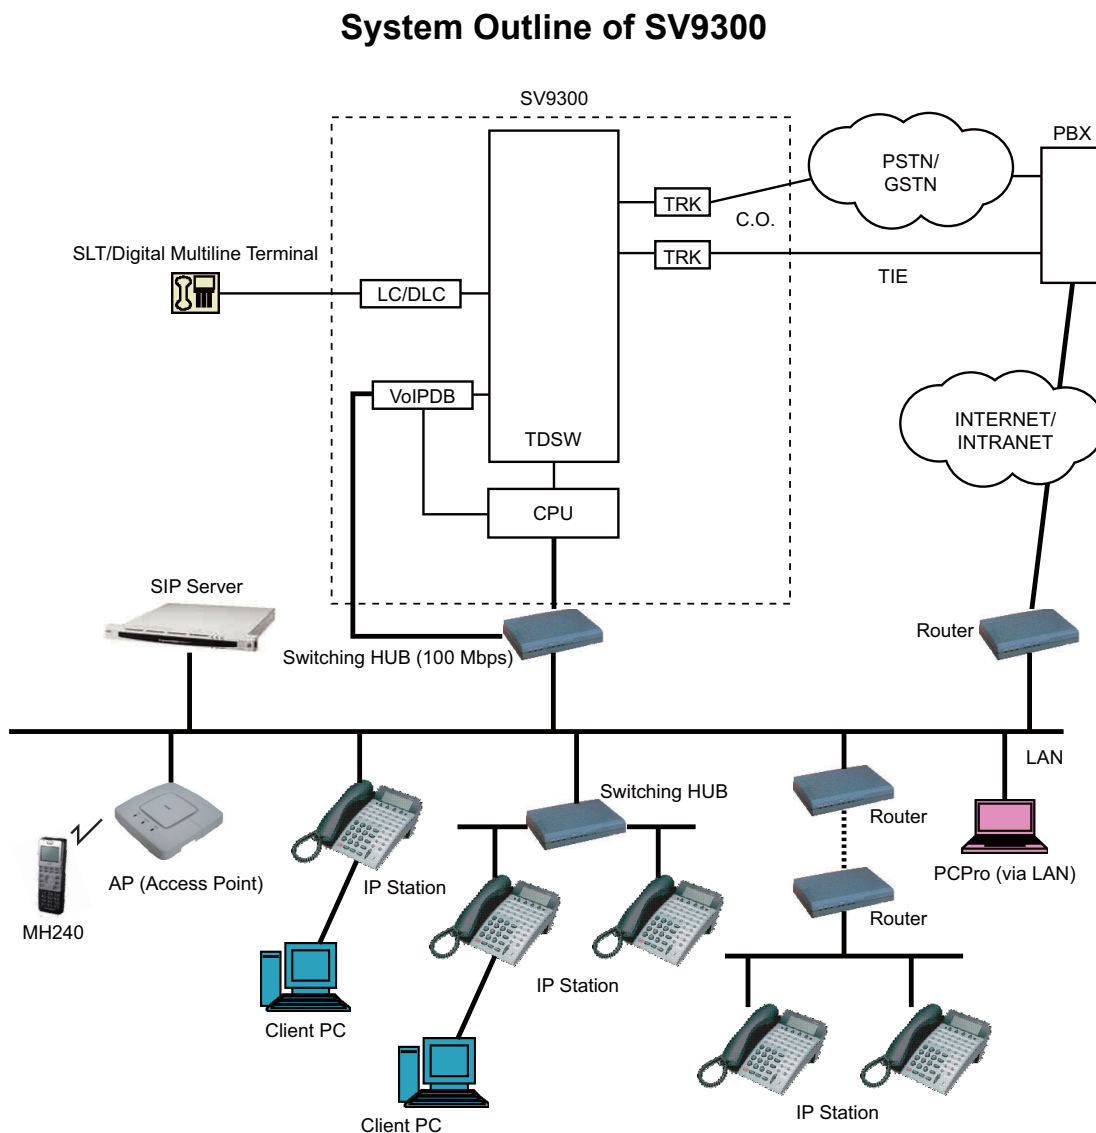 System Outline of SV9300
SV9300
PBX
PSTN/
GSTN
TRK
C.O.
SLT/Digital Multiline Terminal
TRK
TIE
LC/DLC
VoIPDB
INTERNET/
INTRANET
TDSW
CPU
SIP Server
Router
Switching HUB (100 Mbps)
LAN
Switching HUB
Router
PCPro (via LAN)
AP (Access Point)
IP Station
Router
MH240
IP Station
Client PC
IP Station
Client PC